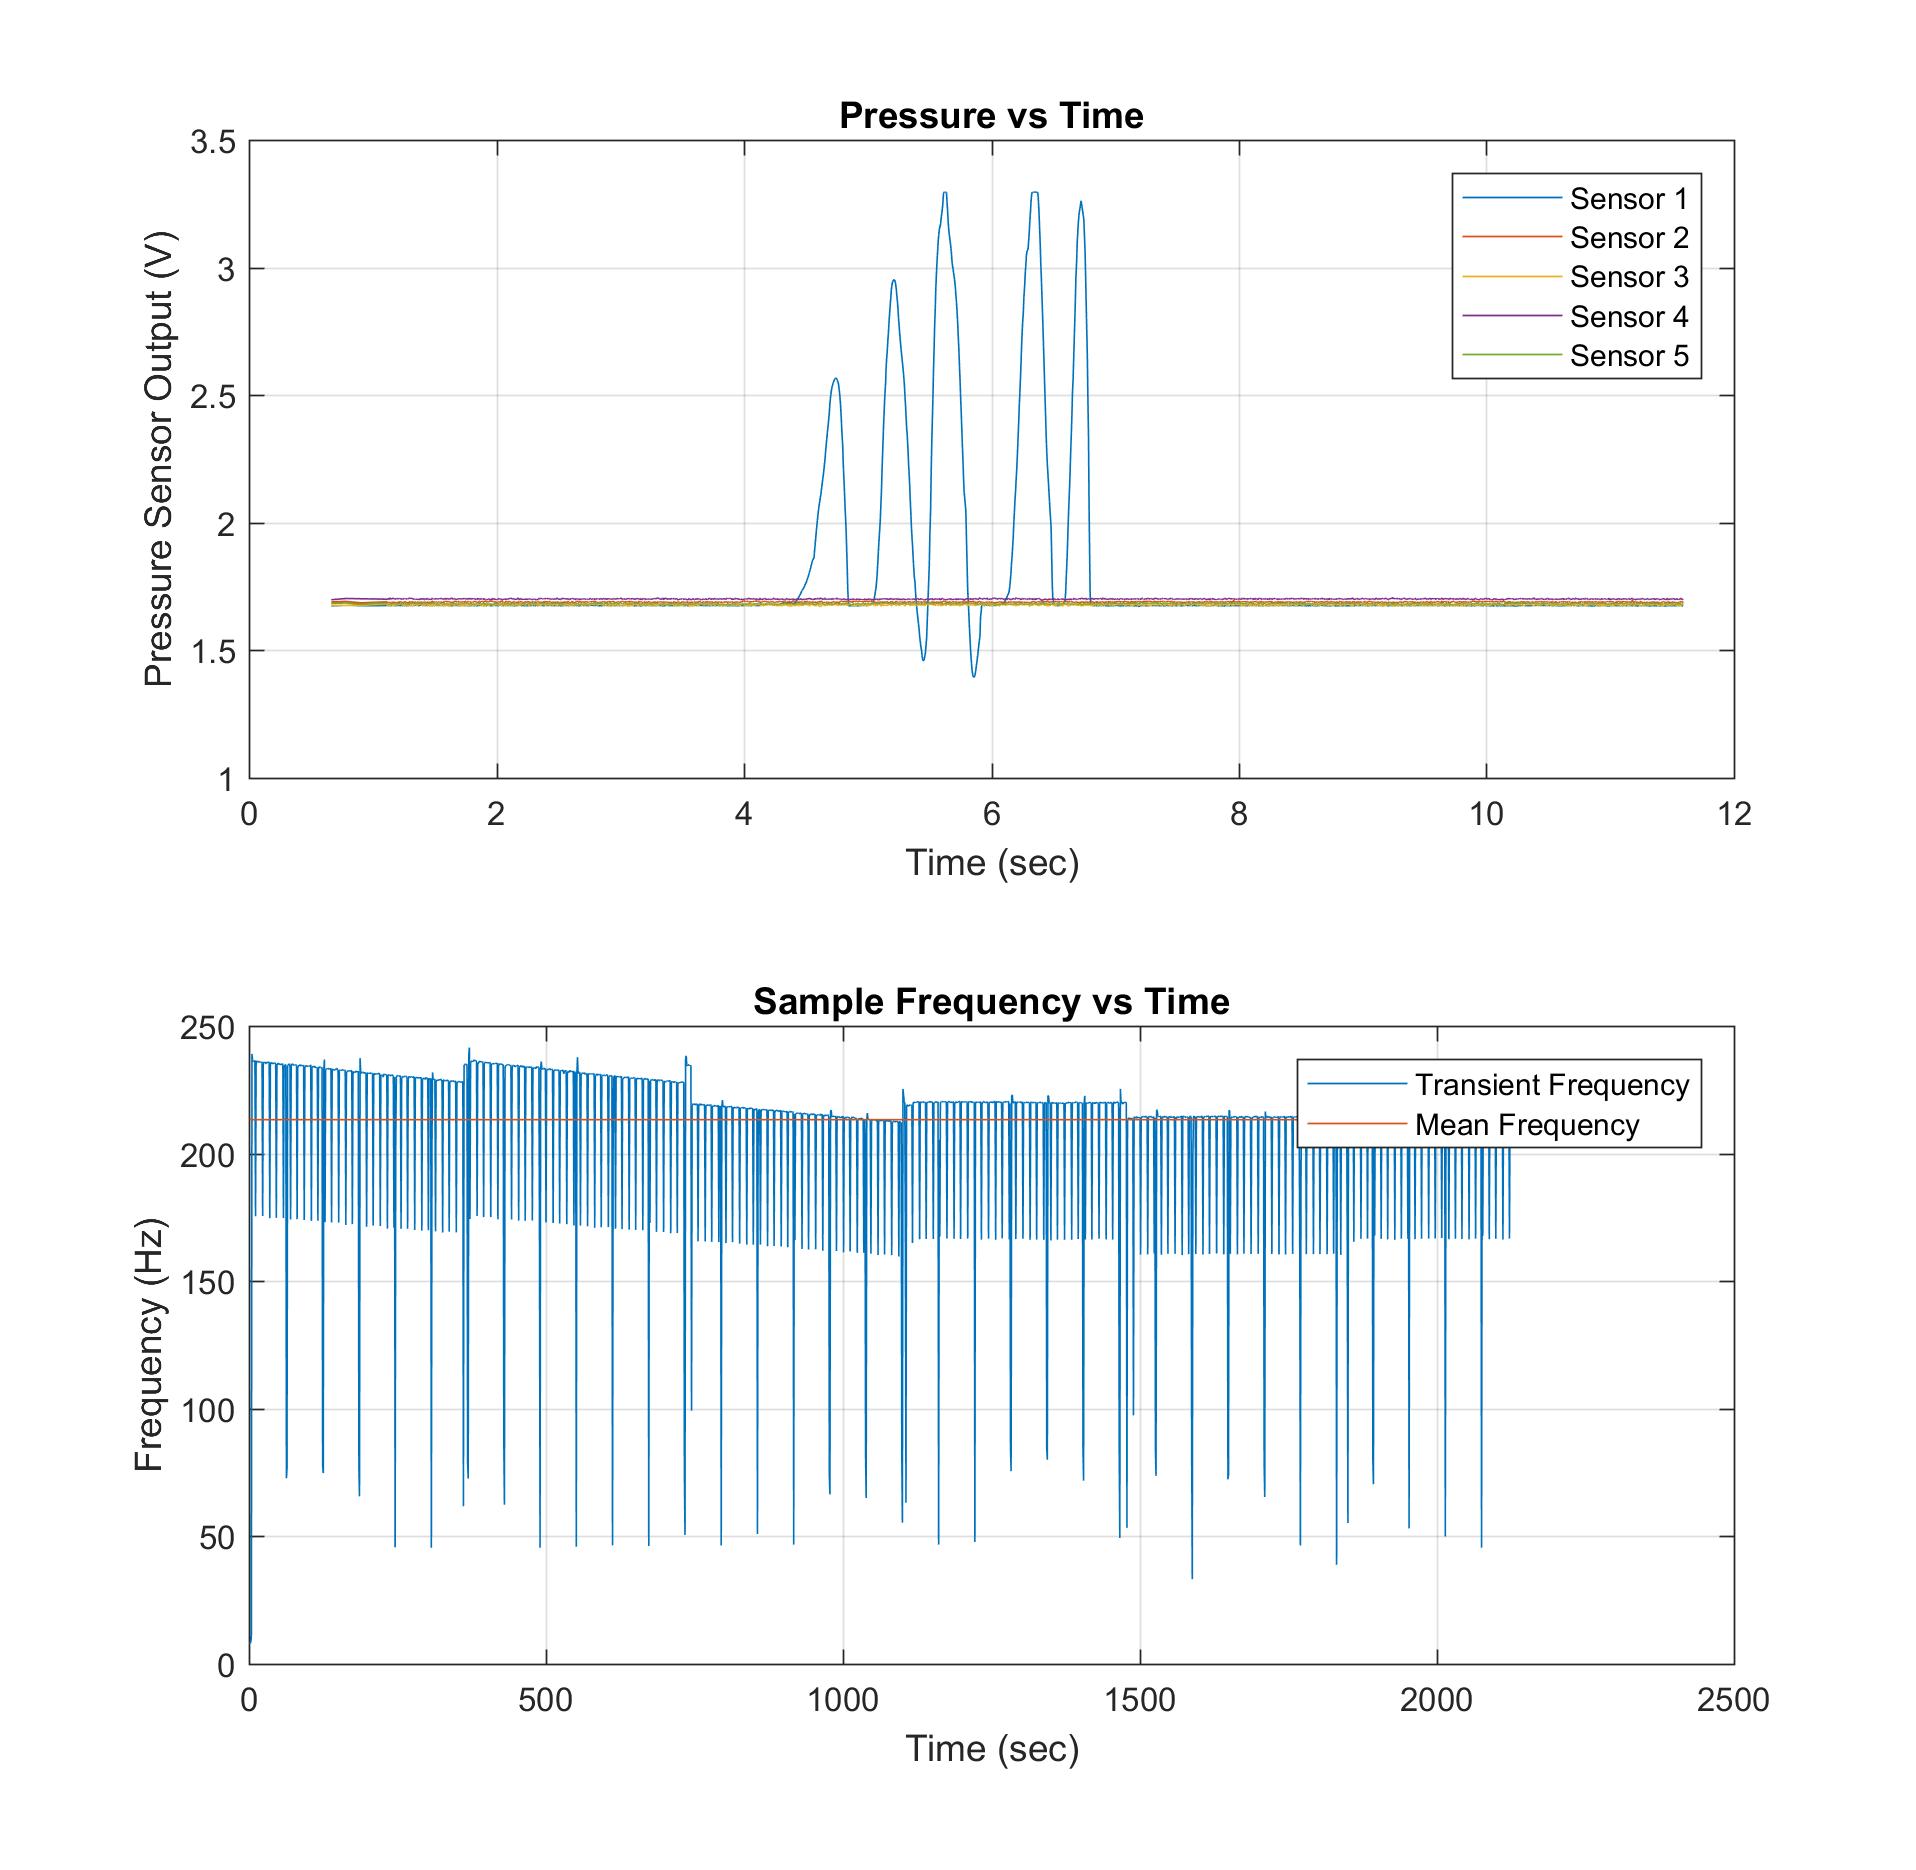 Pressure vs Time
3.5
3
2.5
2
1.5
1
Pressure Sensor Output (V)
Sensor 1
Sensor 2
Sensor 3
Sensor 4
Sensor 5
0 2 4 6 8 10 12
Time (sec)
Sample Frequency vs Time
250
200
150
100
50
0
Frequency (Hz)
Transient Frequency
Mean Frequency
0 500 1000 1500 2000 2500
Time (sec)